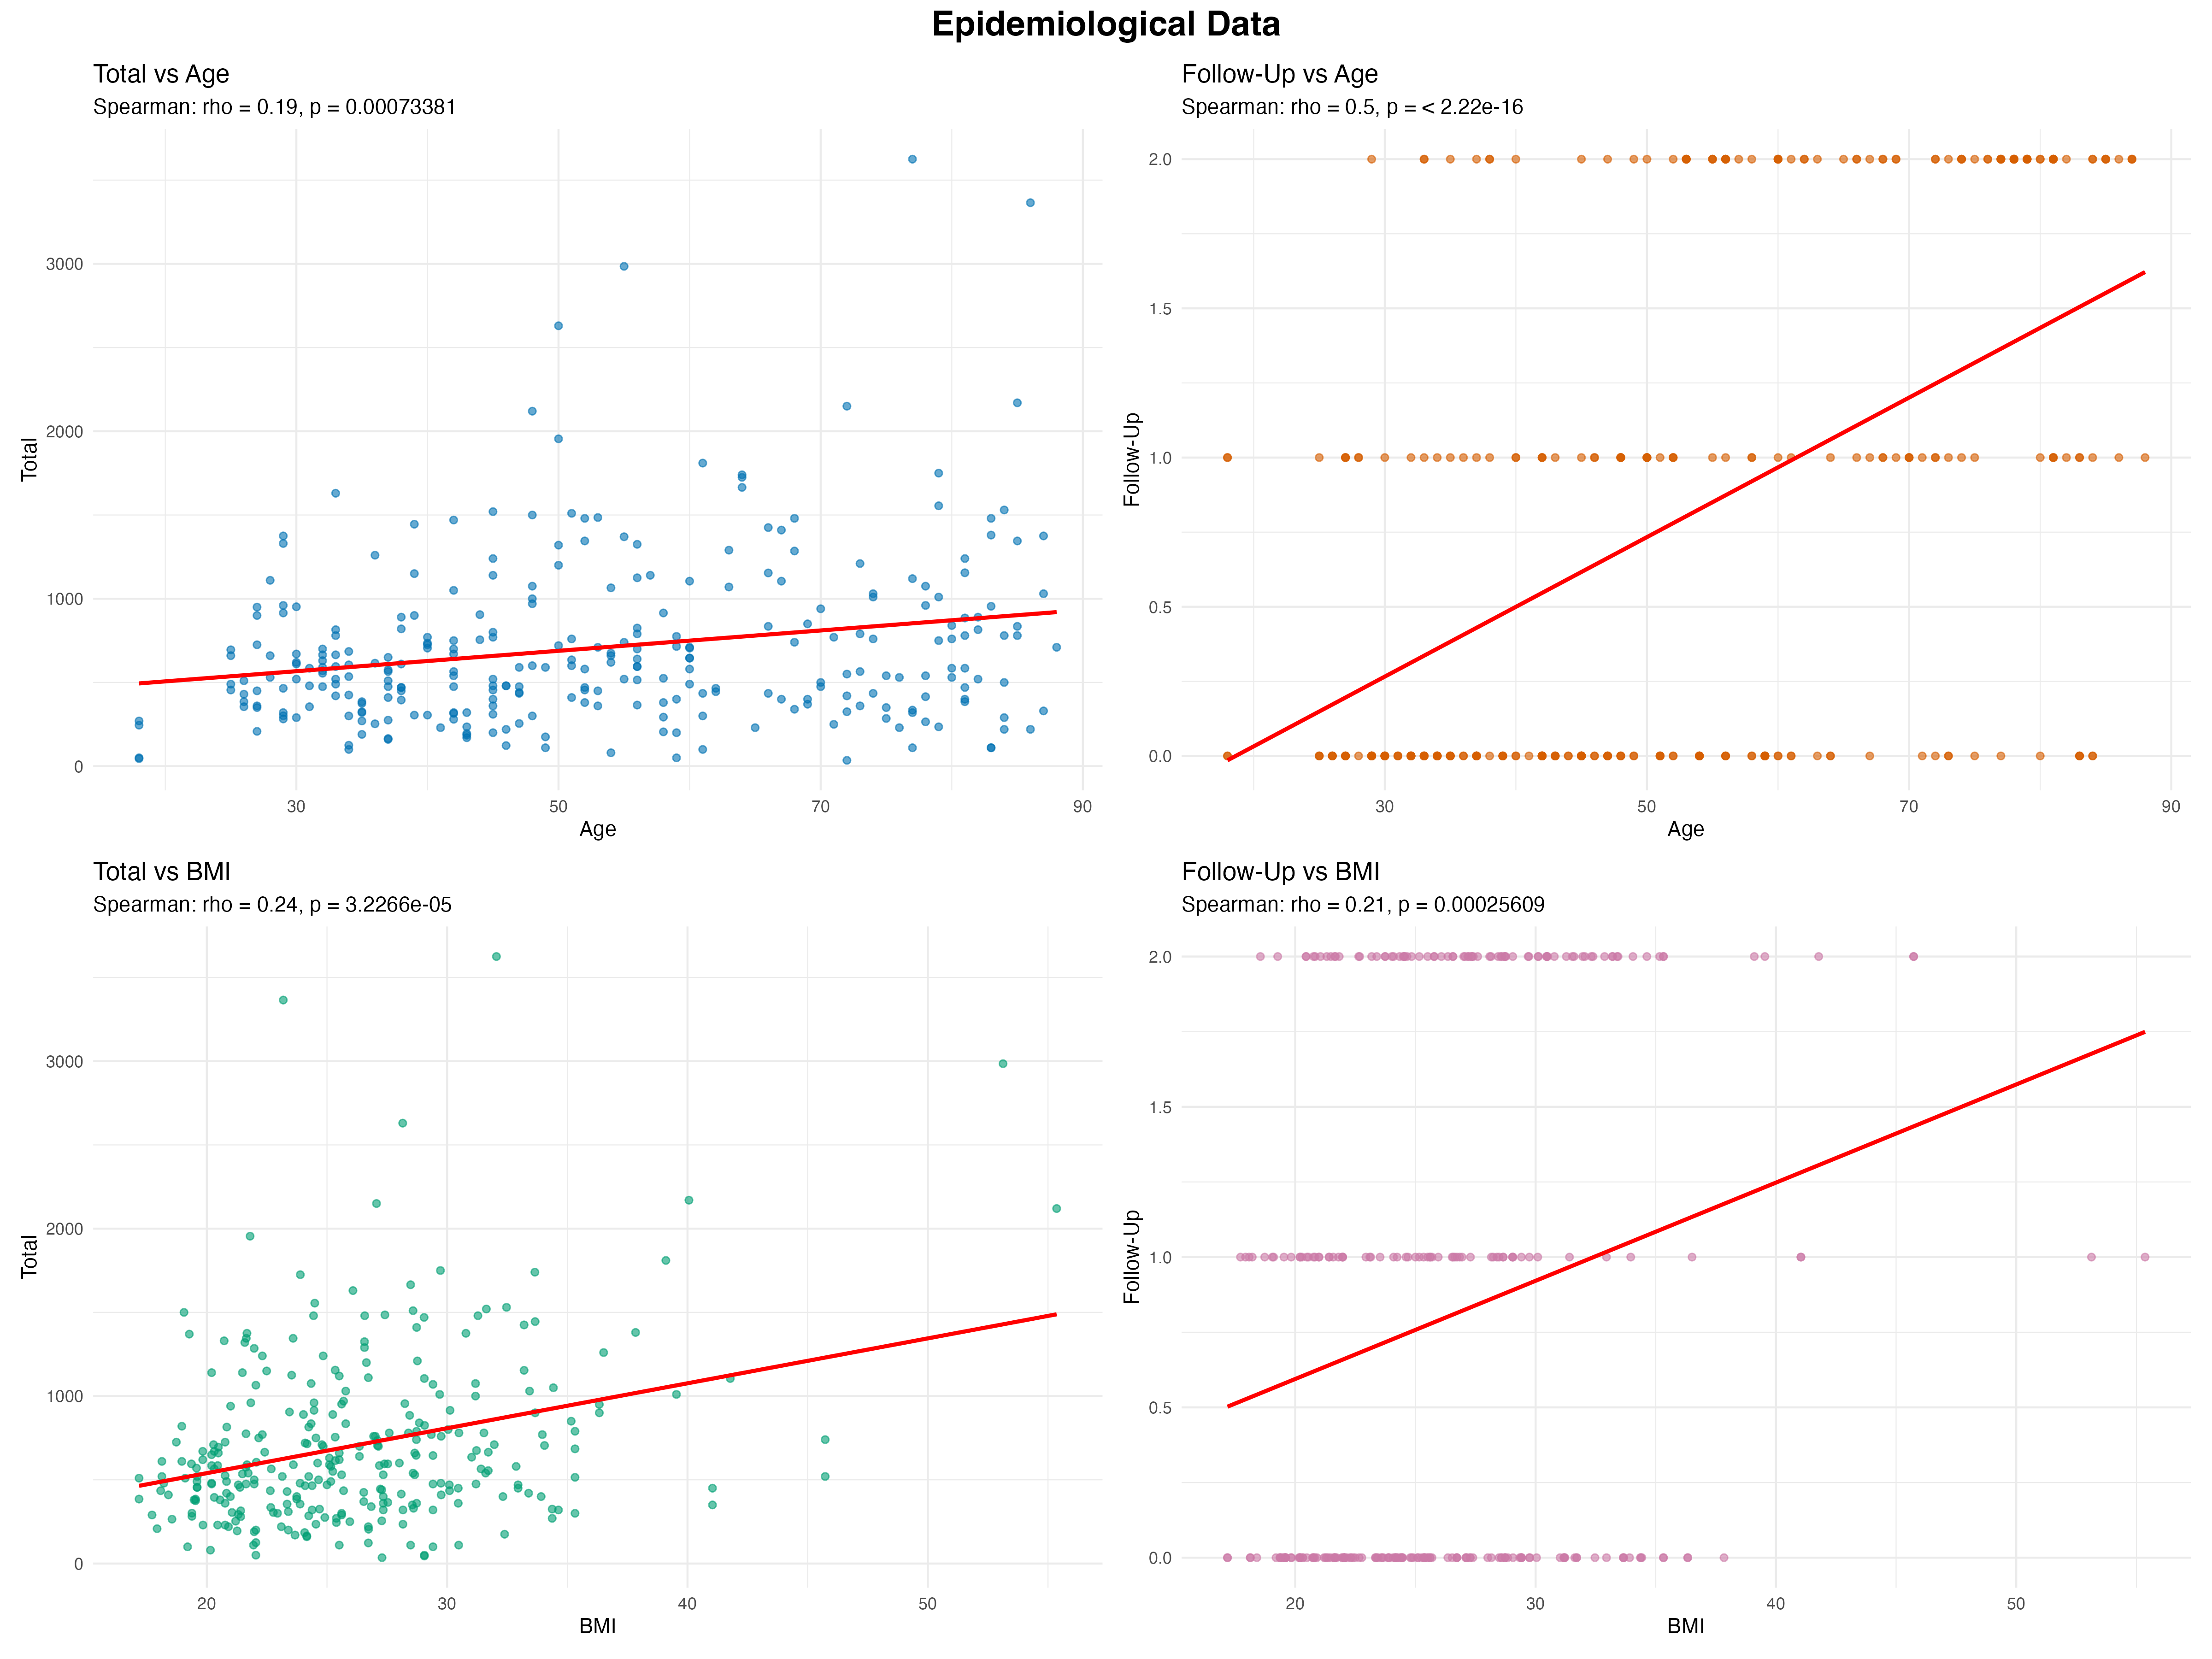 Epidemiological Data
Total vs Age
Spearman: rho = 0.19, p = 0.00073381
3000
2000
1000
0
Total
30 50 70 90
Age
Follow-Up vs Age
Spearman: rho = 0.5, p = < 2.22e-16
2.0
1.5
1.0
0.5
0.0
Follow-Up
30 50 70 90
Age
Total vs BMI
Spearman: rho = 0.24, p = 3.2266e-05
3000
2000
1000
0
Total
20 30 40 50
BMI
Follow-Up vs BMI
Spearman: rho = 0.21, p = 0.00025609
2.0
1.5
1.0
0.5
0.0
Follow-Up
20 30 40 50
BMI